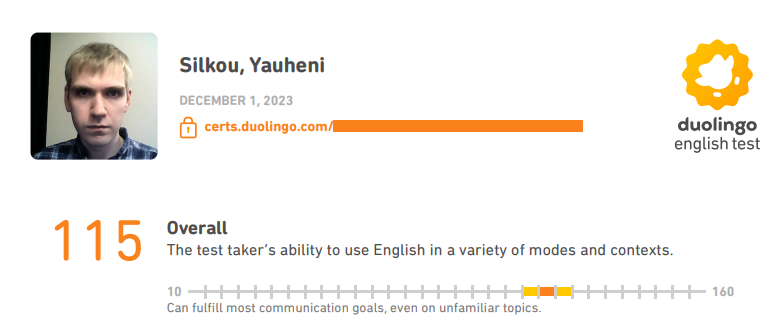 Silkou, Yauheni
DECEMBER 1, 2023
certs.duolingo.com/
duolingo
english test
115
Overall
The test taker's ability to use English in a variety of modes and contexts.
10
160
Can fulfill most communication goals, even on unfamiliar topics.